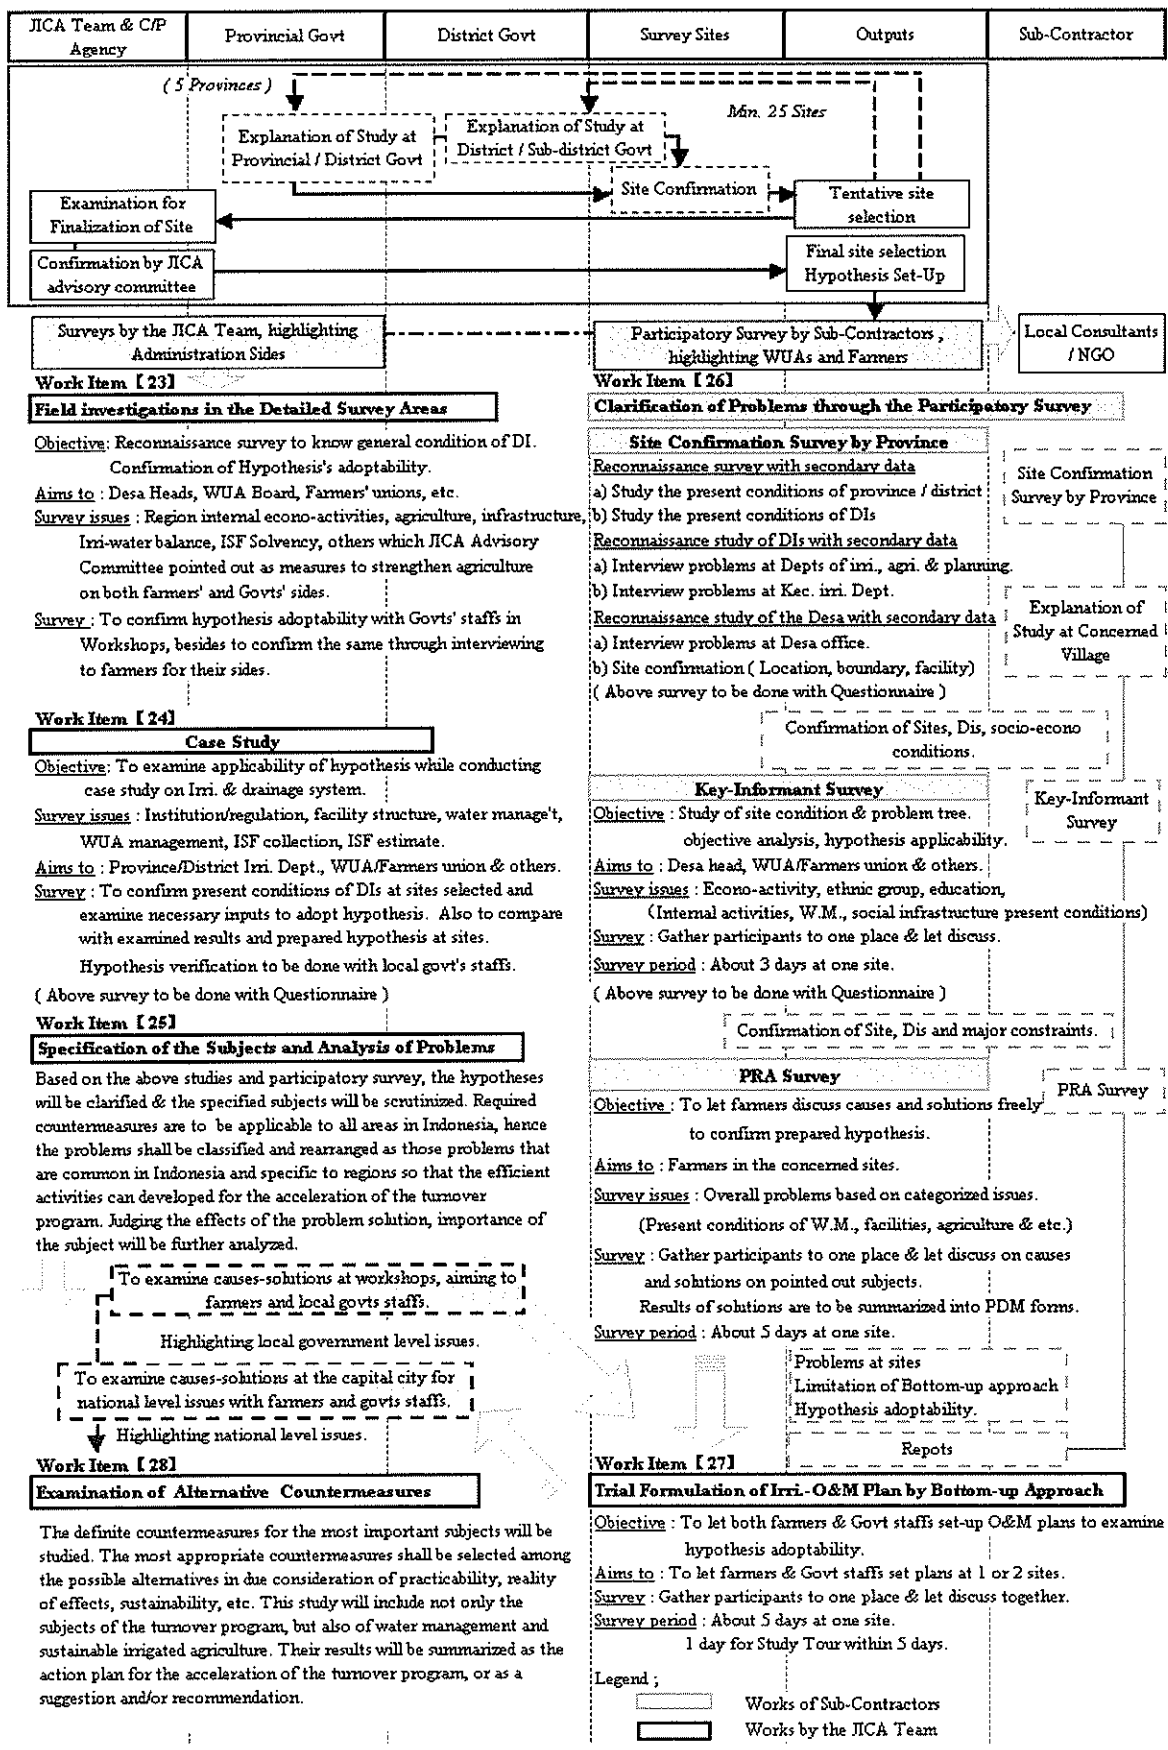 JICA Team & C/P
Agency
Provincial Govt
District Govt
Survey Sites
Outputs
Sub-Contractor
( 5 Provinces )
Min. 25 Sites
Explanation of Study at
Provincial / District Govt
Explanation of Study at
District / Sub-district Govt
Site Confirmation
Tentative site
selection
Examination for
Finalization of Site
Confirmation by JICA
advisory committee
Final site selection
Hypothesis Set-Up
Surveys by the JICA Team, highlighting
Administration Sides
Participatory Survey by Sub-Contractors ,
highlighting WUAs and Farmers
Local Consultants
/ NGO
Work Item [ 23]
Field investigations in the Detailed Survey Areas
Objective: Reconnaissance survey to know general condition of DI.
Confirmation of Hypothesis's adoptability.
Aims to : Desa Heads, WUA Board, Farmers' unions, etc.
Survey issues : Region internal econo-activities, agriculture, infrastructure,
Irri-water balance, ISF Solvency, others which JICA Advisory
Committee pointed out as measures to strengthen agriculture
on both farmers' and Govts' sides.
Survey : To confirm hypothesis adoptability with Govts' staffs in
Workshops, besides to confirm the same through interviewing
to farmers for their sides.
Work Item [ 24]
Case Study
Objective: To examine applicability of hypothesis while conducting
case study on Irri. & drainage system.
Survey issues : Institution/regulation, facility structure, water manage't,
WUA management, ISF collection, ISF estimate.
Aims to : Province/District Irri. Dept., WUA/Farmers union & others.
Survey : To confirm present conditions of DIs at sites selected and
examine necessary inputs to adopt hypothesis. Also to compare
with examined results and prepared hypothesis at sites.
Hypothesis verification to be done with local govt's staffs.
( Above survey to be done with Questionnaire )
Work Item [ 25]
Specification of the Subjects and Analysis of Problems
Based on the above studies and participatory survey, the hypotheses
will be clarified & the specified subjects will be scrutinized. Required
countermeasures are to be applicable to all areas in Indonesia, hence
the problems shall be classified and rearranged as those problems that
are common in Indonesia and specific to regions so that the efficient
activities can developed for the acceleration of the turnover
program. Judging the effects of the problem solution, importance of
the subject will be further analyzed.
To examine causes-solutions at workshops, aiming to
farmers and local govts staffs.
Highlighting local government level issues.
To examine causes-solutions at the capital city for
national level issues with farmers and govts staffs.
Highlighting national level issues.
Work Item [ 28]
Examination of Alternative Countermeasures
The definite countermeasures for the most important subjects will be
studied. The most appropriate countermeasures shall be selected among
the possible alternatives in due consideration of practicability, reality
of effects, sustainability, etc. This study will include not only the
subjects of the turnover program, but also of water management and
sustainable irrigated agriculture. Their results will be summarized as the
action plan for the acceleration of the turnover program, or as a
suggestion and/or recommendation.
Work Item [ 26]
Clarification of Problems through the Participatory Survey
Site Confirmation Survey by Province
Reconnaissance survey with secondary data
a) Study the present conditions of province / district
b) Study the present conditions of DIs
Reconnaissance study of DIs with secondary data
a) Interview problems at Depts of irri., agri. & planning.
b) Interview problems at Kec. irri. Dept.
Reconnaissance study of the Desa with secondary data
a) Interview problems at Desa office.
b) Site confirmation ( Location, boundary, facility)
( Above survey to be done with Questionnaire )
Confirmation of Sites, Dis, socio-econo
conditions.
Key-Informant Survey
Objective : Study of site condition & problem tree.
objective analysis, hypothesis applicability.
Aims to : Desa head, WUA/Farmers union & others.
Survey issues : Econo-activity, ethnic group, education,
(Internal activities, W.M., social infrastructure present conditions)
Survey : Gather participants to one place & let discuss.
Survey period : About 3 days at one site.
( Above survey to be done with Questionnaire )
Confirmation of Site, Dis and major constraints.
PRA Survey
Objective : To let farmers discuss causes and solutions freely
to confirm prepared hypothesis.
Aims to : Farmers in the concerned sites.
Survey issues : Overall problems based on categorized issues.
(Present conditions of W.M., facilities, agriculture & etc.)
Survey : Gather participants to one place & let discuss on causes
and solutions on pointed out subjects.
Results of solutions are to be summarized into PDM forms.
Survey period : About 5 days at one site.
Problems at sites
Limitation of Bottom-up approach
Hypothesis adoptability.
Repots
Site Confirmation
Survey by Province
Explanation of
Study at Concerned
Village
Key-Informant
Survey
PRA Survey
Work Item [ 27]
Trial Formulation of Irri.-O&M Plan by Bottom-up Approach
Objective : To let both farmers & Govt staffs set-up O&M plans to examine
hypothesis adoptability.
Aims to : To let farmers & Govt staffs set plans at 1 or 2 sites.
Survey : Gather participants to one place & let discuss together.
Survey period : About 5 days at one site.
1 day for Study Tour within 5 days.
Legend ;
Works of Sub-Contractors
Works by the JICA Team